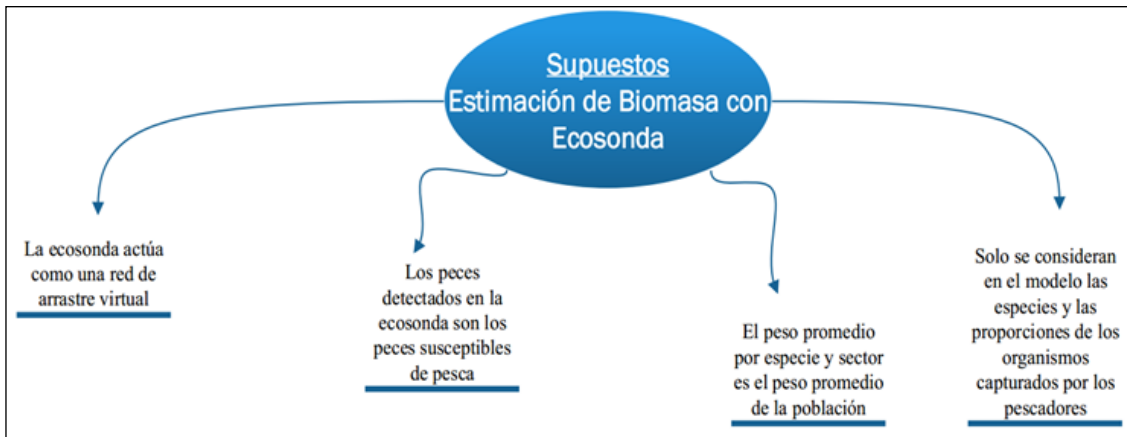 Supuestos
Estimación de Biomasa con
Ecosonda
La ecosonda actúa
como una red de
arrastre virtual
Los peces
detectados en la
ecosonda son los
peces susceptibles
de pesca
El peso promedio
por especie y sector
es el peso promedio
de la población
Solo se consideran
en el modelo las
especies y las
proporciones de los
organismos
capturados por los
pescadores